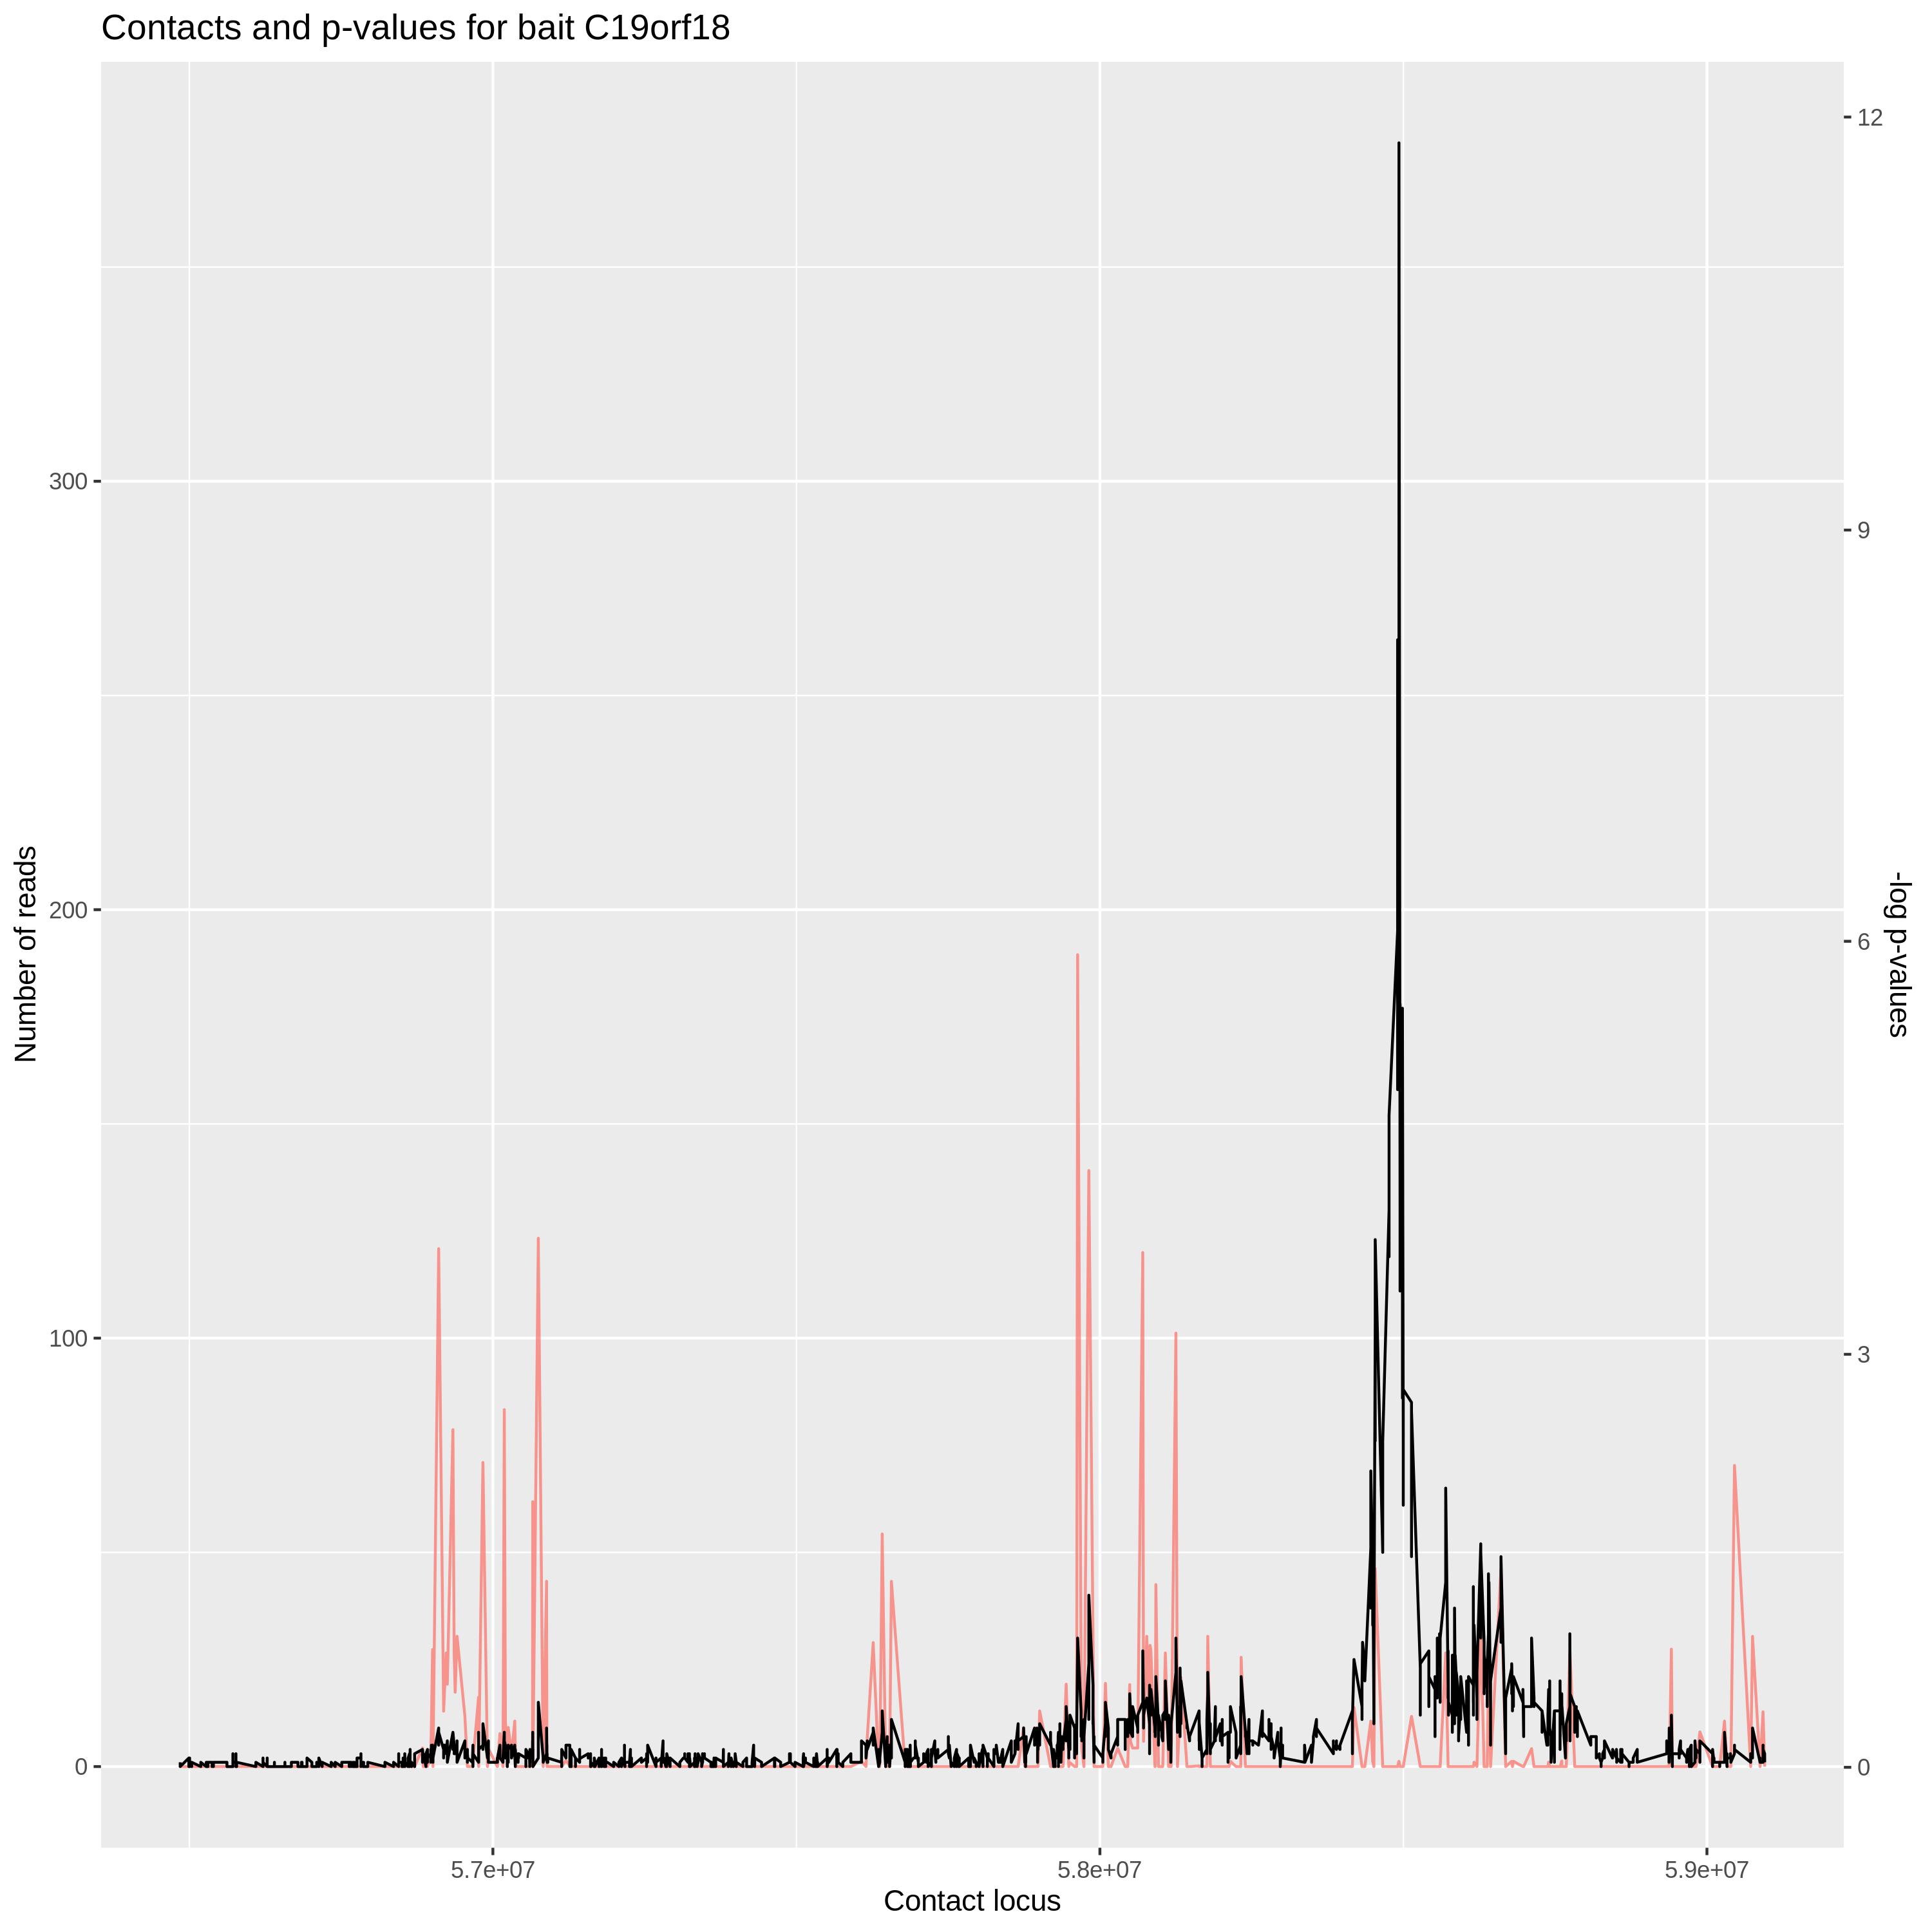 Contacts and p-values for bait C19orf18
Number of reads
300
200
100
0
12
9
6
3
0
-log p-values
5.7e+07
5.8e+07
5.9e+07
Contact locus